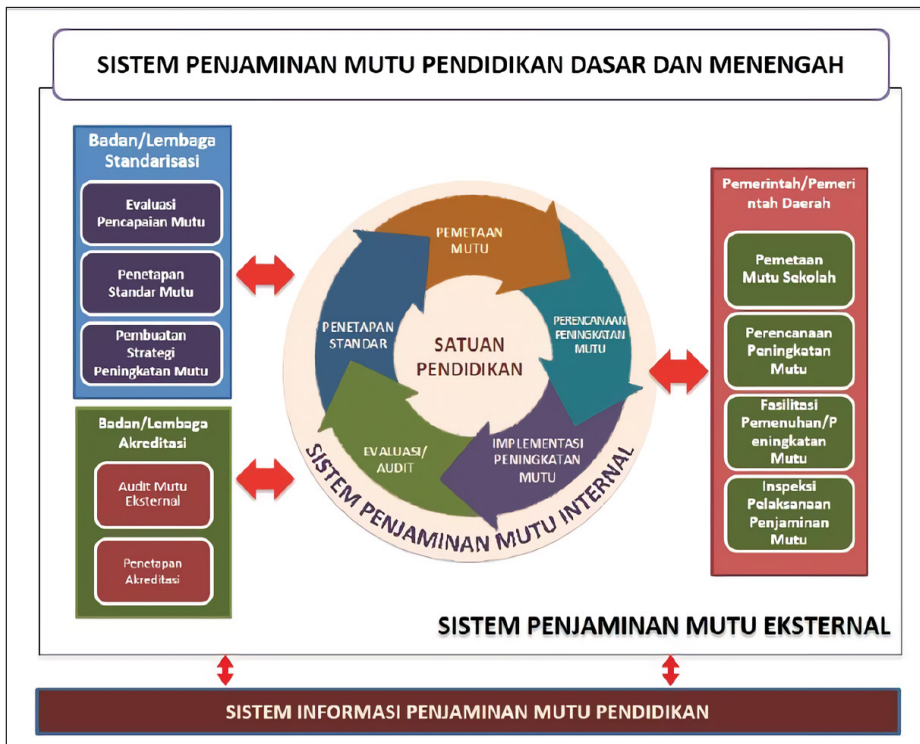 SISTEM PENJAMINAN MUTU PENDIDIKAN DASAR DAN MENENGAH
Badan/Lembaga
Standarisasi
Evaluasi
Pencapaian Mutu
Penetapan
Standar Mutu
Pembuatan
Strategi
Peningkatan Mutu
Badan/Lembaga
Akreditasi
Audit Mutu
Eksternal
Penetapan
Akreditasi
PEMETAAN
MUTU
PERENCANAAN
PENINGKATAN
MUTU
IMPLEMENTASI
PENINGKATAN
MUTU
EVALUASI/
AUDIT
PENETAPAN
STANDAR
SATUAN
PENDIDIKAN
SISTEM PENJAMINAN MUTU INTERNAL
Pemerintah/Pemeri
ntah Daerah
Pemetaan
Mutu Sekolah
Perencanaan
Peningkatan
Mutu
Fasilitasi
Pemenuhan/P
eningkatan
Mutu
Inspeksi
Pelaksanaan
Penjaminan
Mutu
SISTEM PENJAMINAN MUTU EKSTERNAL
SISTEM INFORMASI PENJAMINAN MUTU PENDIDIKAN